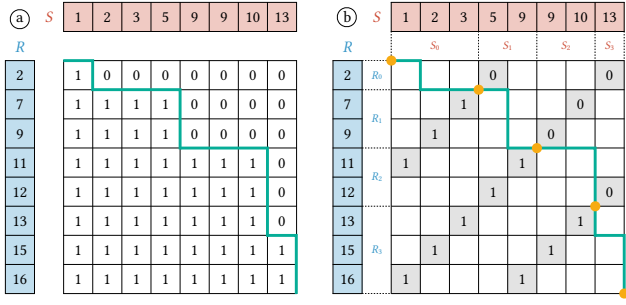 a S 1 2 3 5 9 9 10 13
R
2 1 0 0 0 0 0 0 0
7 1 1 1 1 0 0 0 0
9 1 1 1 1 0 0 0 0
11 1 1 1 1 1 1 1 0
12 1 1 1 1 1 1 1 0
13 1 1 1 1 1 1 1 0
15 1 1 1 1 1 1 1 1
16 1 1 1 1 1 1 1 1
b S 1 2 3 5 9 9 10 13
R S₀ S₁ S₂ S₃
2 R₀ 0 0
7 1 0
R₁
9 1 0
11 1 1
R₂
12 1 0
13 1 1
R₃
15 1 1
16 1 1